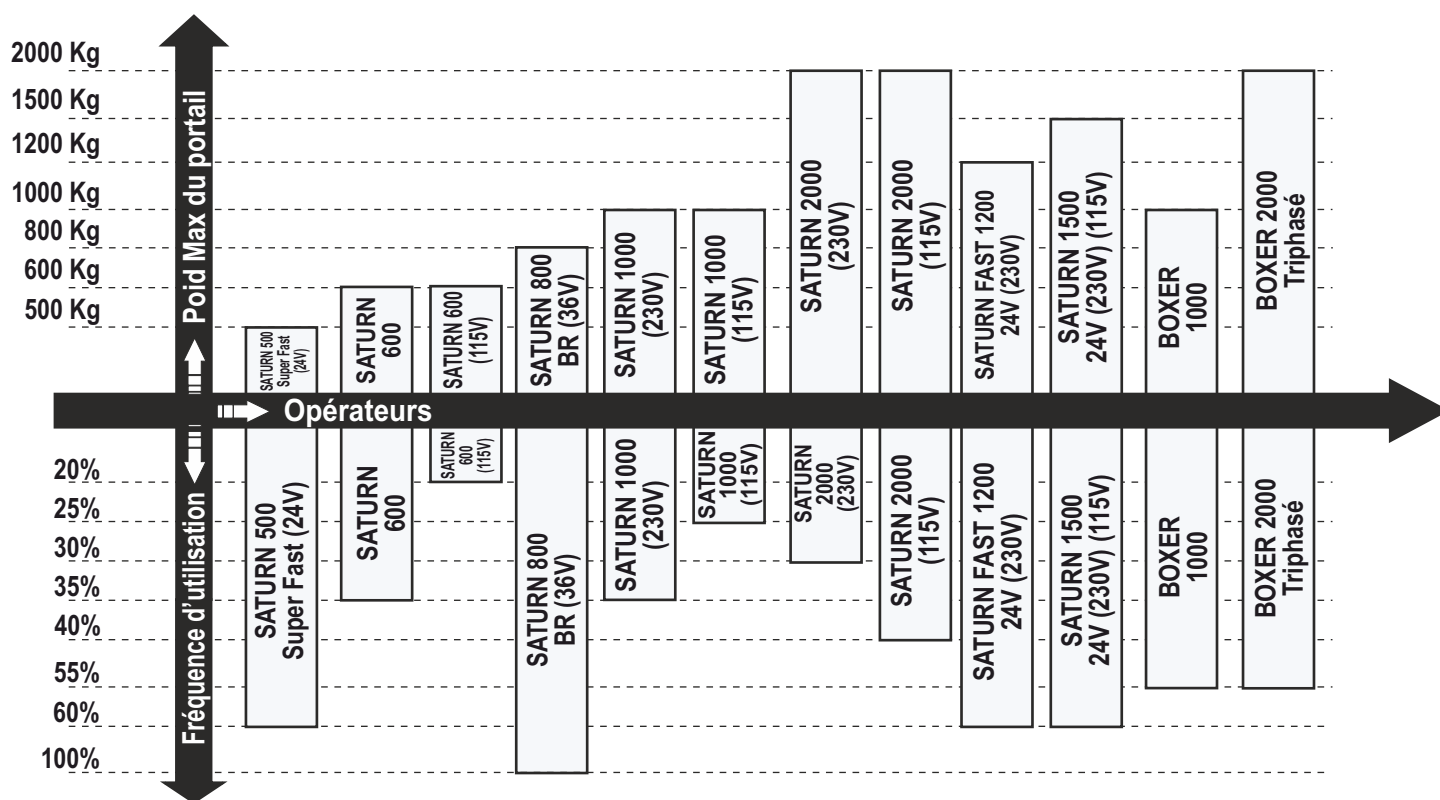 2000 Kg
1500 Kg
1200 Kg
1000 Kg
800 Kg
600 Kg
500 Kg
Poid Max du portail
SATURN 500
Super Fast
(24V)
SATURN
600
SATURN 600
(115V)
SATURN 800
BR (36V)
SATURN 1000
(230V)
SATURN 1000
(115V)
SATURN 2000
(230V)
SATURN 2000
(115V)
SATURN FAST 1200
24V (230V)
SATURN 1500
24V (230V) (115V)
BOXER
1000
BOXER 2000
Triphasé
Opérateurs
20%
25%
30%
35%
40%
55%
60%
100%
Fréquence d'utilisation
SATURN 500
Super Fast (24V)
SATURN
600
SATURN
600
(115V)
SATURN 800
BR (36V)
SATURN 1000
(230V)
SATURN
1000
(115V)
SATURN
2000
(230V)
SATURN 2000
(115V)
SATURN FAST 1200
24V (230V)
SATURN 1500
24V (230V) (115V)
BOXER
1000
BOXER 2000
Triphasé